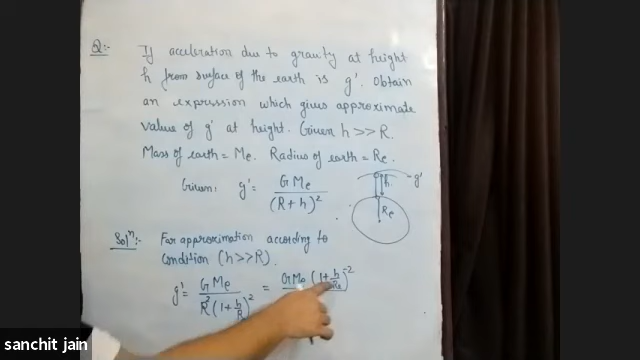 Q:- If accleration due to gravity at height
h from surface of the earth is g'. Obtain
an expression which gives approximate
value of g' at height. Given h >> R.
Mass of earth = Me. Radius of earth = Re.
Given: g' = GMe / (R + h)²
h g'
Re
Solⁿ:- For approximation according to
condition (h >> R).
g' = GMe / R²(1 + h/R)² = GMe (1 + h/Re)⁻²
sanchit jain